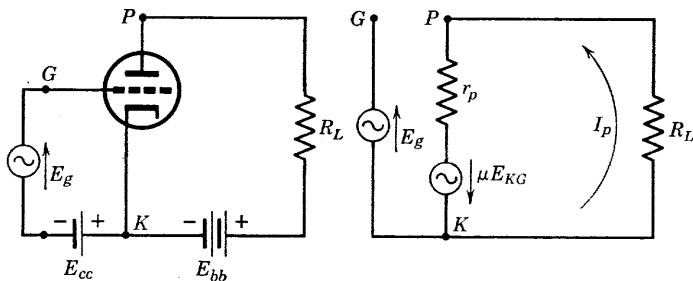 P
G
R_L
E_g
- +
K
- +
E_cc
E_bb
G
P
r_p
E_g
I_p
R_L
μE_KG
K